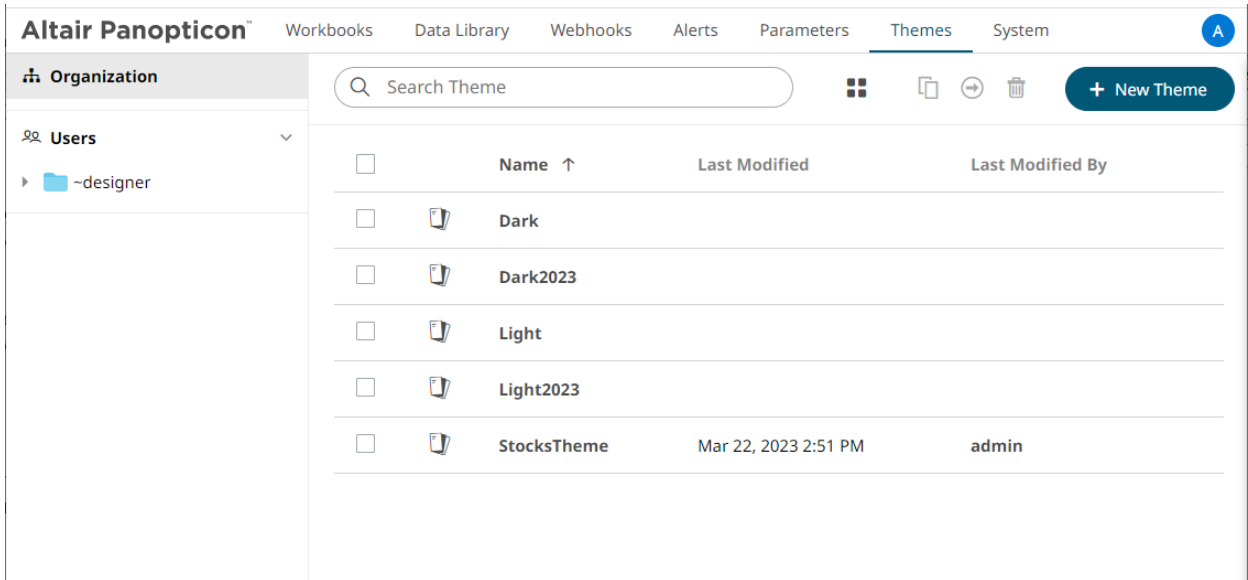 Altair Panopticon™ Workbooks Data Library Webhooks Alerts Parameters Themes System A
Organization
Search Theme
+ New Theme
Users
~designer
Name ↑ Last Modified Last Modified By
Dark
Dark2023
Light
Light2023
StocksTheme Mar 22, 2023 2:51 PM admin